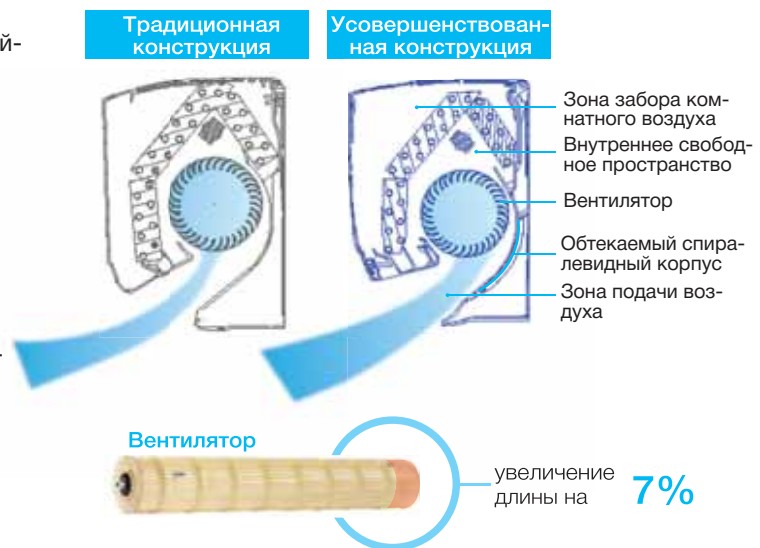 й-
Традиционная
конструкция
Усовершенствован-
ная конструкция
Зона забора ком-
натного воздуха
Внутреннее свобод-
ное пространство
Вентилятор
Обтекаемый спира-
левидный корпус
Зона подачи воз-
духа
Вентилятор
увеличение
длины на
7%